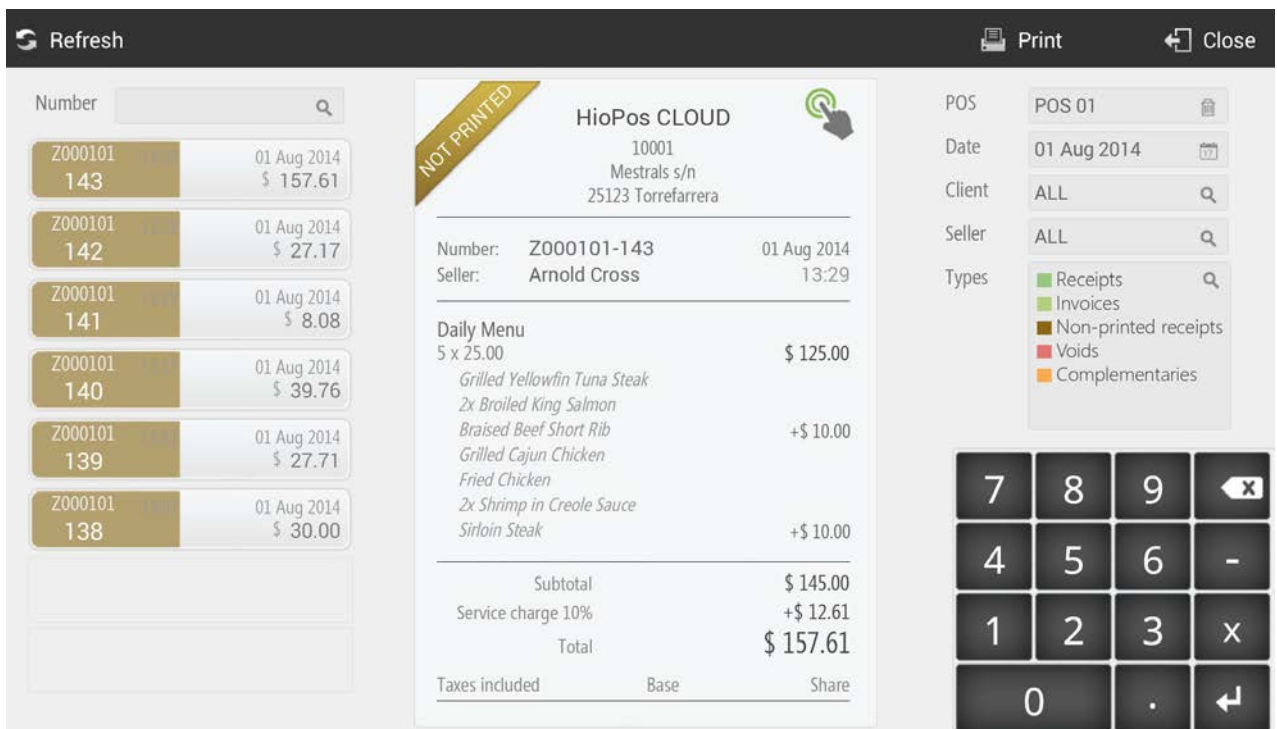 Refresh
Print
Close
Number
Z000101
143
01 Aug 2014
$ 157.61
Z000101
142
01 Aug 2014
$ 27.17
Z000101
141
01 Aug 2014
$ 8.08
Z000101
140
01 Aug 2014
$ 39.76
Z000101
139
01 Aug 2014
$ 27.71
Z000101
138
01 Aug 2014
$ 30.00
NOT PRINTED
HioPos CLOUD
10001
Mestrals s/n
25123 Torrefarrera
Number: Z000101-143 01 Aug 2014
Seller: Arnold Cross 13:29
Daily Menu
5 x 25.00 $ 125.00
Grilled Yellowfin Tuna Steak
2x Broiled King Salmon
Braised Beef Short Rib +$ 10.00
Grilled Cajun Chicken
Fried Chicken
2x Shrimp in Creole Sauce
Sirloin Steak +$ 10.00
Subtotal $ 145.00
Service charge 10% +$ 12.61
Total $ 157.61
Taxes included Base Share
POS POS 01
Date 01 Aug 2014
17
Client ALL
Seller ALL
Types
Receipts
Invoices
Non-printed receipts
Voids
Complementaries
7 8 9 x
4 5 6 -
1 2 3 x
0 .